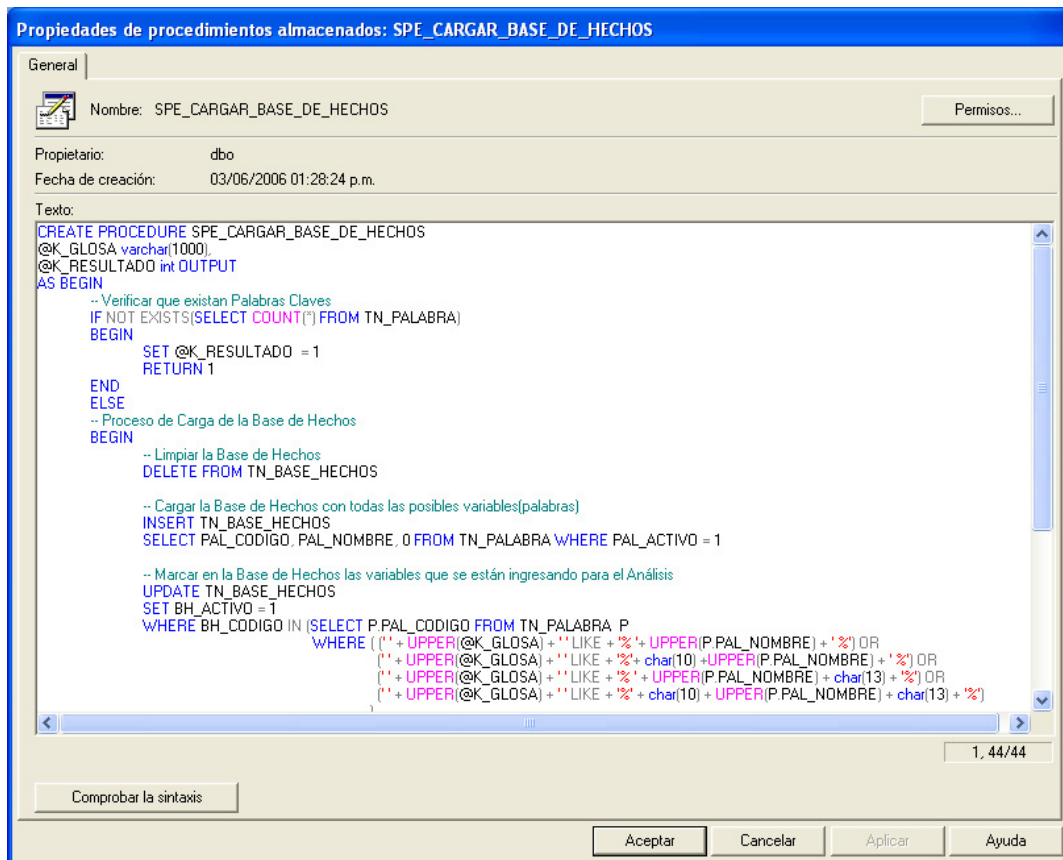 Propiedades de procedimientos almacenados: SPE_CARGAR_BASE_DE_HECHOS
General
Nombre: SPE_CARGAR_BASE_DE_HECHOS
Permisos...
Propietario: dbo
Fecha de creación: 03/06/2006 01:28:24 p.m.
Texto:
CREATE PROCEDURE SPE_CARGAR_BASE_DE_HECHOS
@K_GLOSA varchar(1000),
@K_RESULTADO int OUTPUT
AS BEGIN
-- Verificar que existan Palabras Claves
IF NOT EXISTS(SELECT COUNT(*) FROM TN_PALABRA)
BEGIN
SET @K_RESULTADO = 1
RETURN 1
END
ELSE
-- Proceso de Carga de la Base de Hechos
BEGIN
-- Limpiar la Base de Hechos
DELETE FROM TN_BASE_HECHOS
-- Cargar la Base de Hechos con todas las posibles variables(palabras)
INSERT TN_BASE_HECHOS
SELECT PAL_CODIGO, PAL_NOMBRE, 0 FROM TN_PALABRA WHERE PAL_ACTIVO = 1
-- Marcar en la Base de Hechos las variables que se están ingresando para el Análisis
UPDATE TN_BASE_HECHOS
SET BH_ACTIVO = 1
WHERE BH_CODIGO IN (SELECT P.PAL_CODIGO FROM TN_PALABRA P
WHERE ( (' ' + UPPER(@K_GLOSA) + ' ' LIKE + '% ' + UPPER(P.PAL_NOMBRE) + ' %') OR
(' ' + UPPER(@K_GLOSA) + ' ' LIKE + '%'+ char(10) +UPPER(P.PAL_NOMBRE) + ' %') OR
(' ' + UPPER(@K_GLOSA) + ' ' LIKE + '% ' + UPPER(P.PAL_NOMBRE) + char(13) + '%') OR
(' ' + UPPER(@K_GLOSA) + ' ' LIKE + '%' + char(10) + UPPER(P.PAL_NOMBRE) + char(13) + '%')
1, 44/44
Comprobar la sintaxis
Aceptar Cancelar Aplicar Ayuda